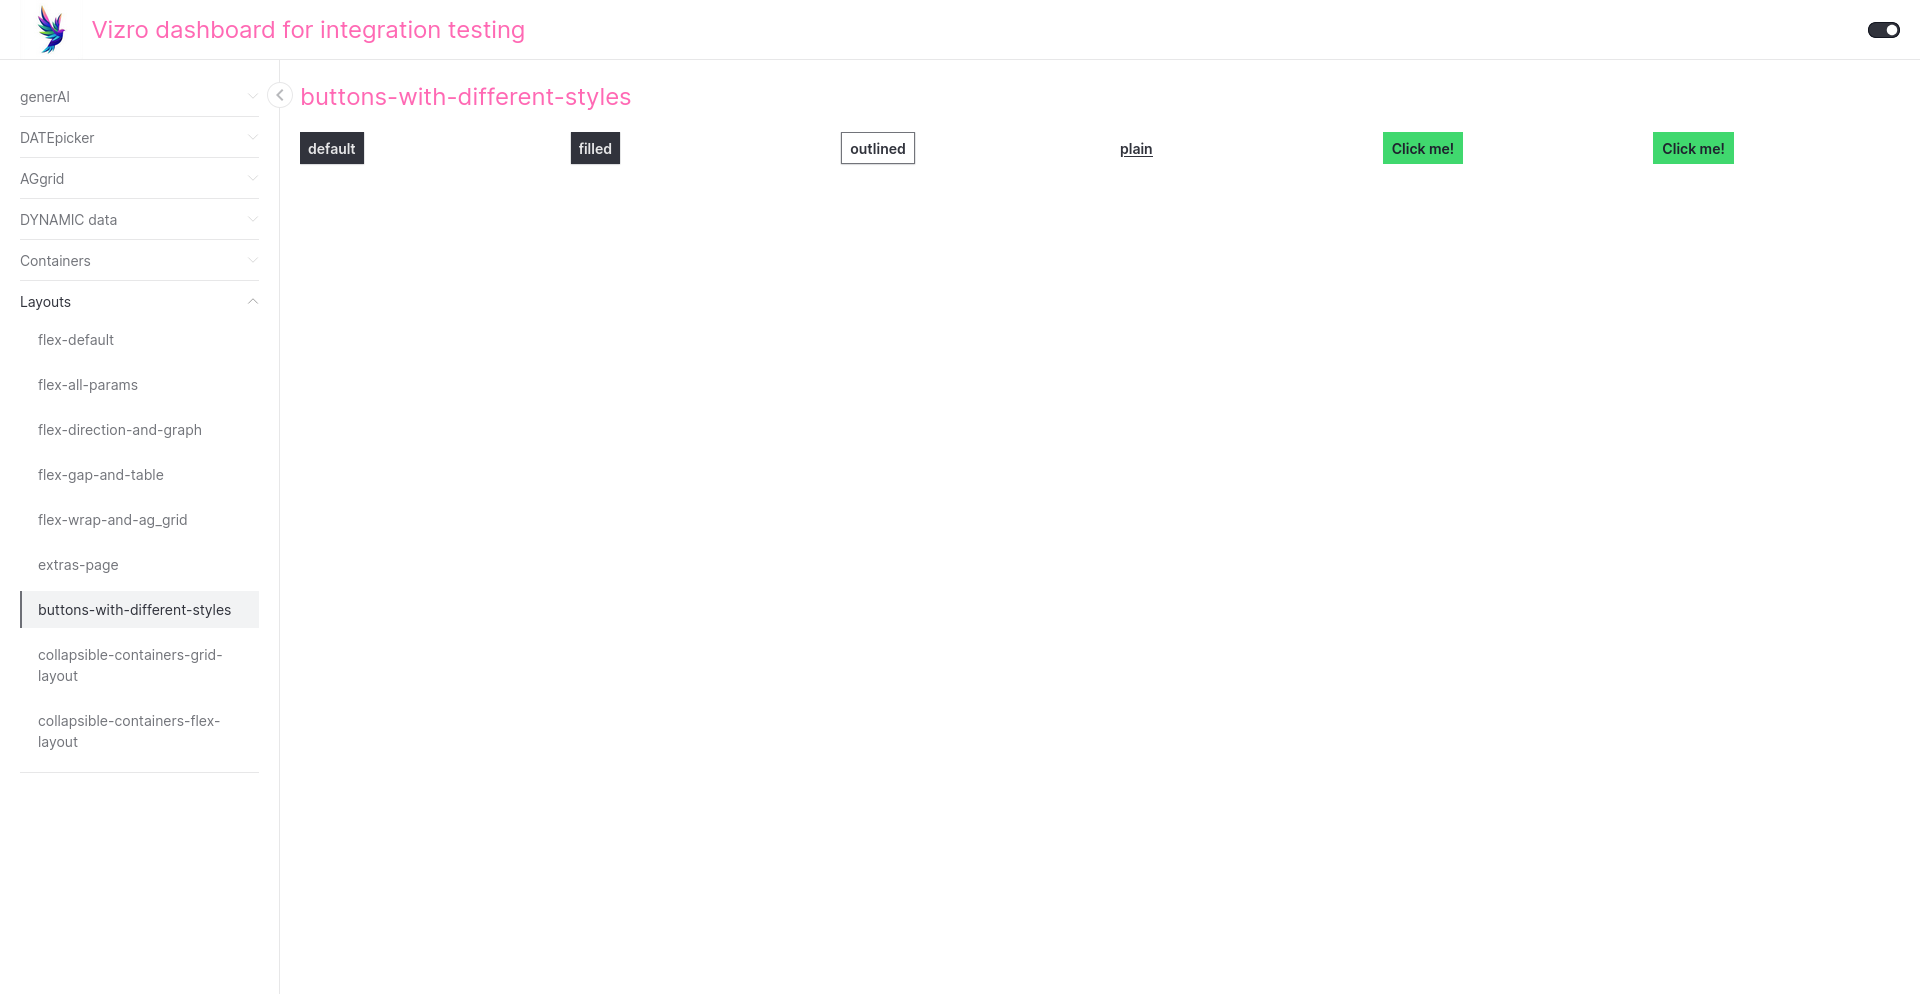 Vizro dashboard for integration testing
generAI
DATEpicker
AGgrid
DYNAMIC data
Containers
Layouts
flex-default
flex-all-params
flex-direction-and-graph
flex-gap-and-table
flex-wrap-and-ag_grid
extras-page
buttons-with-different-styles
collapsible-containers-grid-
layout
collapsible-containers-flex-
layout
buttons-with-different-styles
default
filled
outlined
plain
Click me!
Click me!